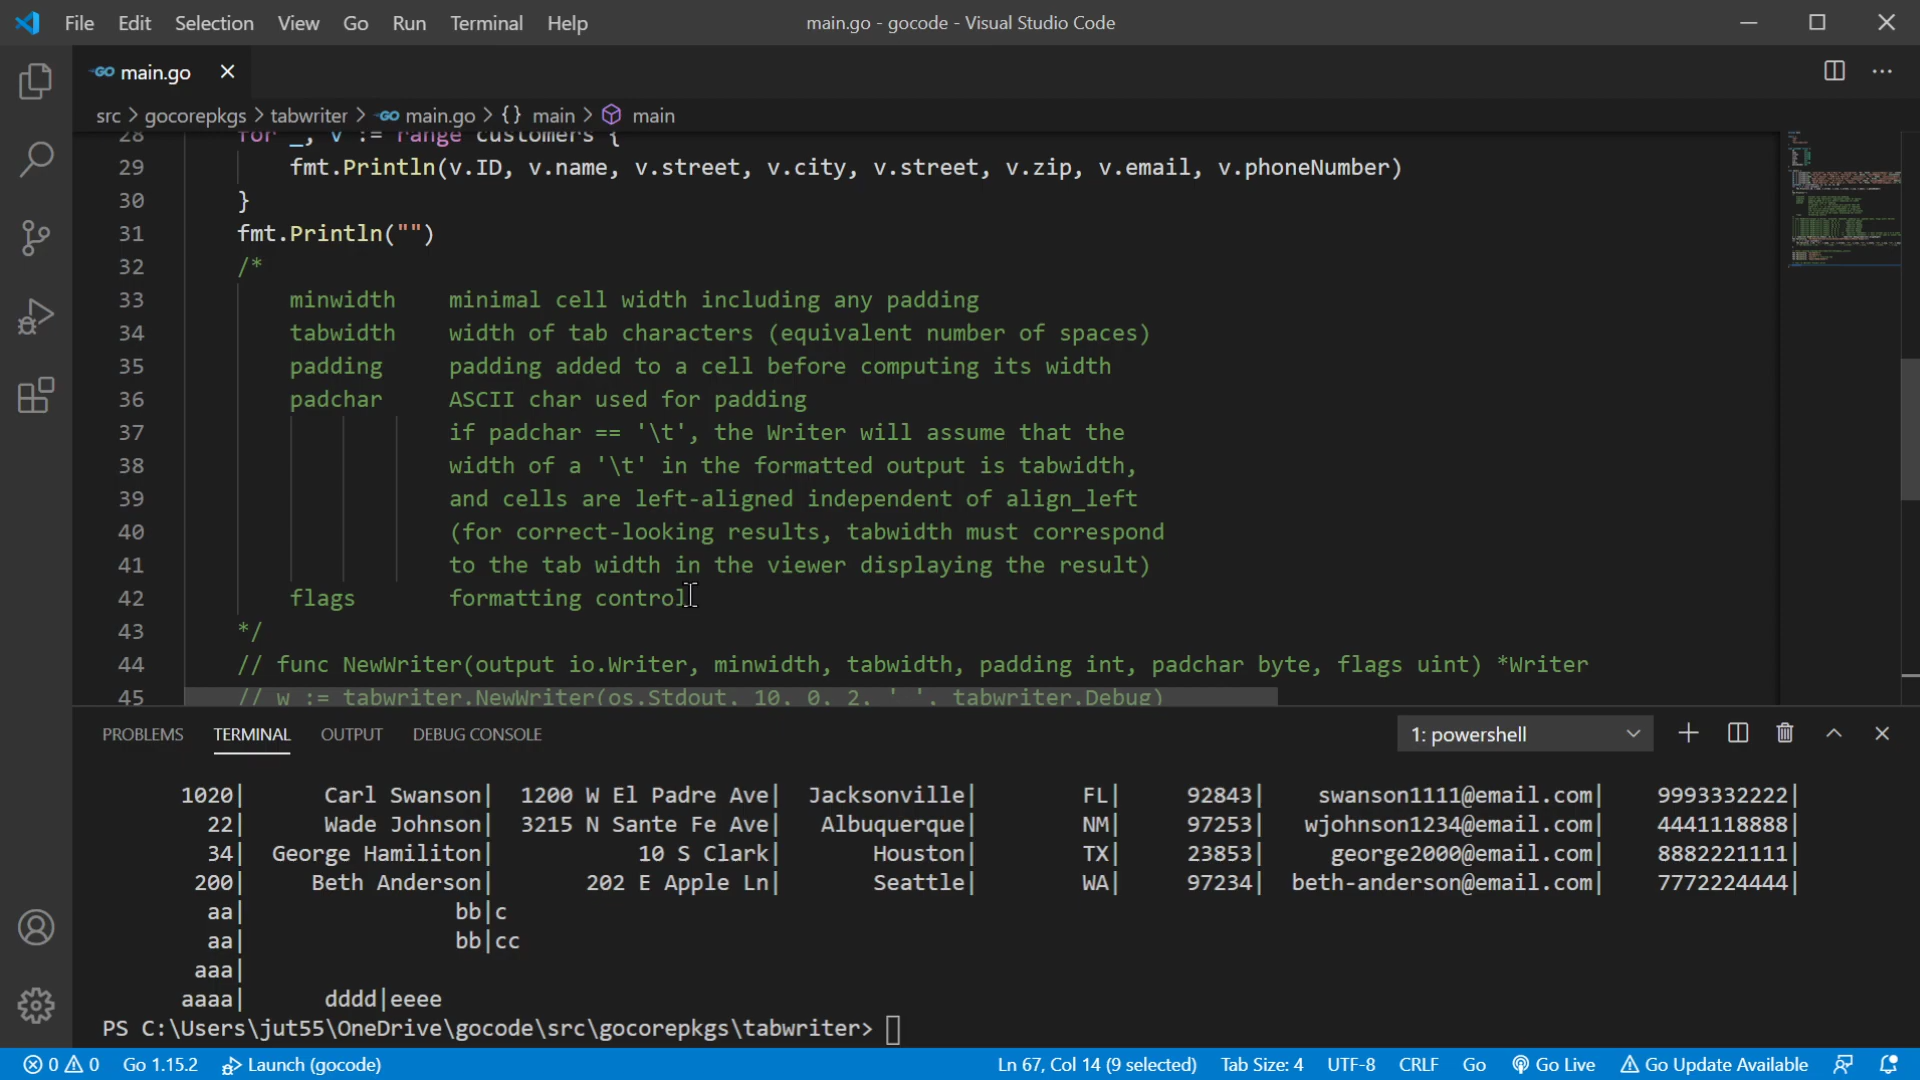 File Edit Selection View Go Run Terminal Help main.go - gocode - Visual Studio Code
GO main.go
src > gocorepkgs > tabwriter > GO main.go > {} main > main
28 for _, v := range customers {
29 fmt.Println(v.ID, v.name, v.street, v.city, v.street, v.zip, v.email, v.phoneNumber)
30 }
31 fmt.Println("")
32 /*
33 minwidth minimal cell width including any padding
34 tabwidth width of tab characters (equivalent number of spaces)
35 padding padding added to a cell before computing its width
36 padchar ASCII char used for padding
37 if padchar == '\t', the Writer will assume that the
38 width of a '\t' in the formatted output is tabwidth,
39 and cells are left-aligned independent of align_left
40 (for correct-looking results, tabwidth must correspond
41 to the tab width in the viewer displaying the result)
42 flags formatting control
43 */
44 // func NewWriter(output io.Writer, minwidth, tabwidth, padding int, padchar byte, flags uint) *Writer
45 // w := tabwriter.NewWriter(os.Stdout, 10, 0, 2, ' ', tabwriter.Debug)
PROBLEMS TERMINAL OUTPUT DEBUG CONSOLE 1: powershell
1020| Carl Swanson| 1200 W El Padre Ave| Jacksonville| FL| 92843| swanson1111@email.com| 9993332222|
22| Wade Johnson| 3215 N Sante Fe Ave| Albuquerque| NM| 97253| wjohnson1234@email.com| 4441118888|
34| George Hamiliton| 10 S Clark| Houston| TX| 23853| george2000@email.com| 8882221111|
200| Beth Anderson| 202 E Apple Ln| Seattle| WA| 97234| beth-anderson@email.com| 7772224444|
aa| bb|c
aa| bb|cc
aaa|
aaaa| dddd|eeee
PS C:\Users\jut55\OneDrive\gocode\src\gocorepkgs\tabwriter>
0 0 Go 1.15.2 Launch (gocode) Ln 67, Col 14 (9 selected) Tab Size: 4 UTF-8 CRLF Go Go Live Go Update Available